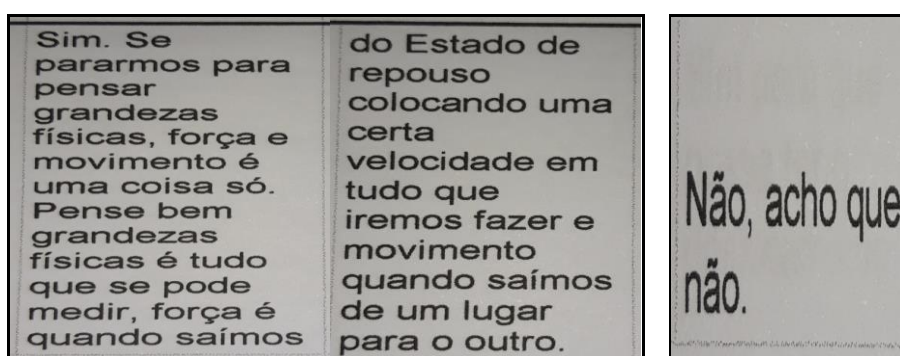 Sim. Se
pararmos para
pensar
grandezas
físicas, força e
movimento é
uma coisa só.
Pense bem
grandezas
físicas é tudo
que se pode
medir, força é
quando saímos
do Estado de
repouso
colocando uma
certa
velocidade em
tudo que
iremos fazer e
movimento
quando saímos
de um lugar
para o outro.
Não, acho que
não.